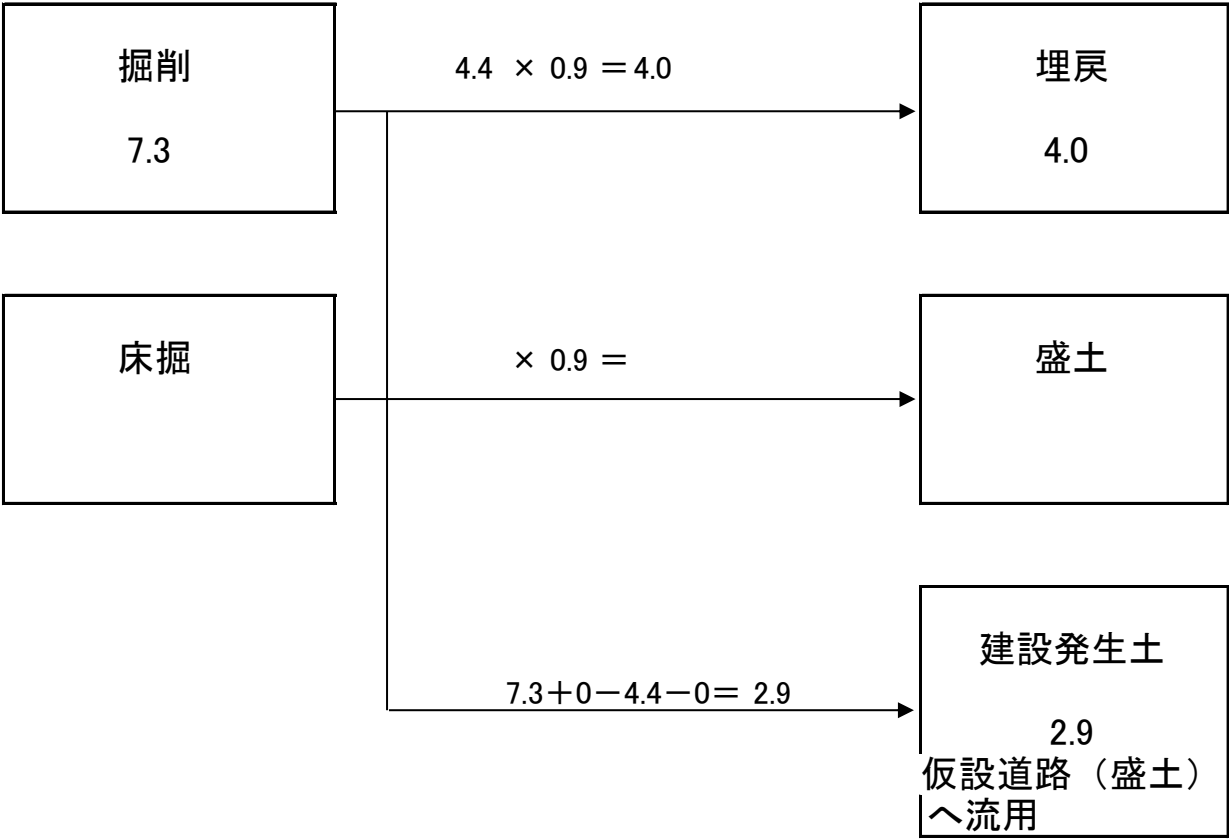 掘削
4.4 × 0.9 ＝4.0
埋戻
7.3
4.0
床掘
× 0.9 ＝
盛土
建設発生土
7.3＋0－4.4－0＝ 2.9
2.9
仮設道路（盛土）
へ流用